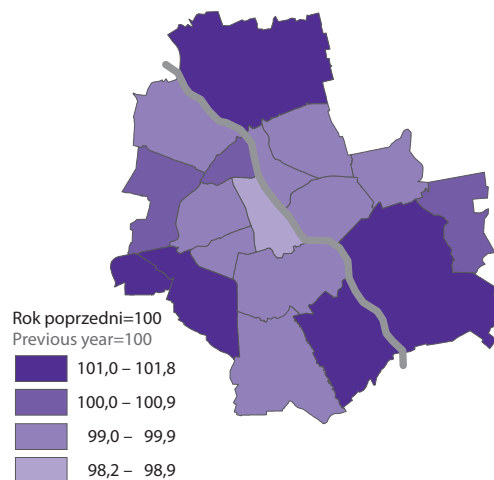 Rok poprzedni=100
Previous year=100
101,0 – 101,8
100,0 – 100,9
99,0 – 99,9
98,2 – 98,9